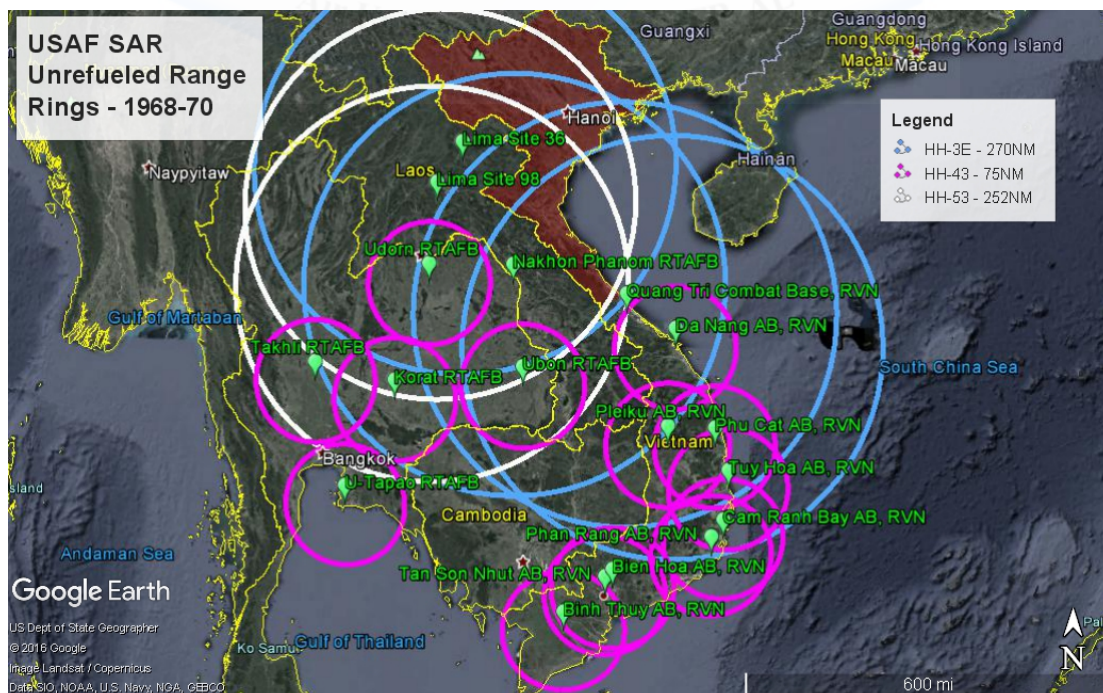 USAF SAR
Unrefueled Range
Rings - 1968-70
Guangxi
Guangdong
Hong Kong
Hong Kong Island
Macau
Macau
Legend
HH-3E - 270NM
HH-43 - 75NM
HH-53 - 252NM
Hanoi
Lima Site 36
Laos
Hainan
Naypyitaw
Lima Site 98
Udorn RTAFB
Nakhon Phanom RTAFB
Quang Tri Combat Base, RVN
Gulf of Martaban
Da Nang AB, RVN
Takhli RTAFB
Ubon RTAFB
South China Sea
Korat RTAFB
Pleiku AB, RVN
Phu Cat AB, RVN
Vietnam
Bangkok
Tuy Hoa AB, RVN
U-Tapao RTAFB
sland
Cambodia
Cam Ranh Bay AB, RVN
Phan Rang AB, RVN
Andaman Sea
Bien Hoa AB, RVN
Tan Son Nhut AB, RVN
Google Earth
Binh Thuy AB, RVN
US Dept of State Geographer
© 2016 Google
Image Landsat / Copernicus
Data SIO, NOAA, U.S. Navy, NGA, GEBCO
Ko Samui
Gulf of Thailand
Pal
N
600 mi